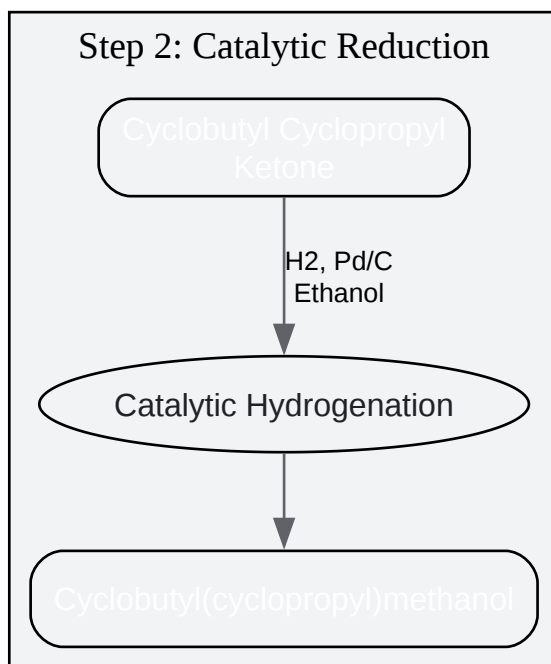 Step 2: Catalytic Reduction
Cyclobutyl Cyclopropyl
Ketone
H2, Pd/C
Ethanol
Catalytic Hydrogenation
Cyclobutyl(cyclopropyl)methanol